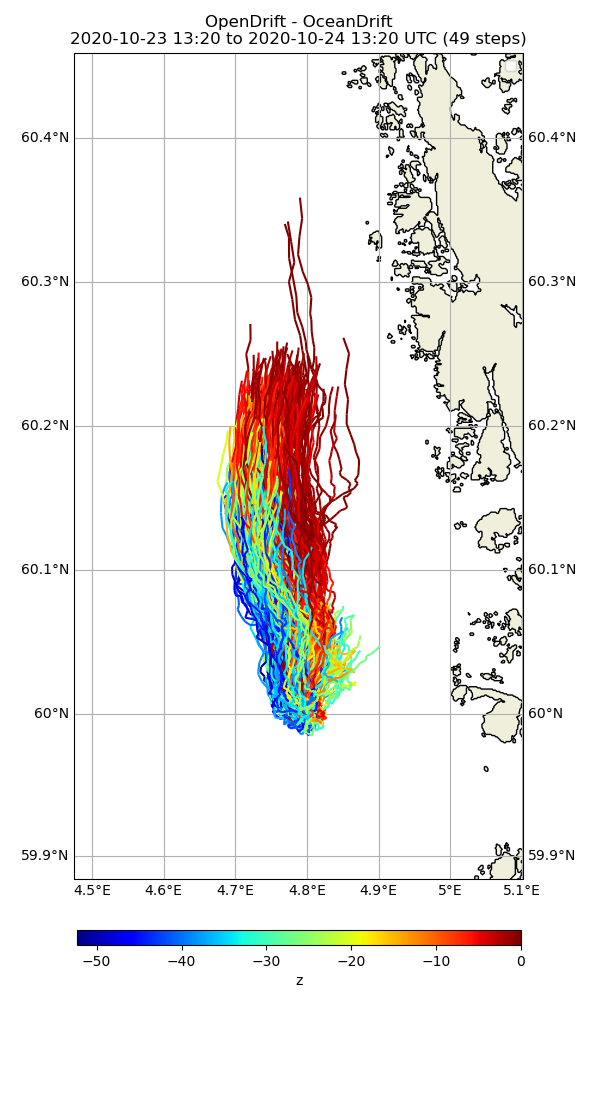 OpenDrift - OceanDrift
2020-10-23 13:20 to 2020-10-24 13:20 UTC (49 steps)
60.4°N 60.4°N
60.3°N 60.3°N
60.2°N 60.2°N
60.1°N 60.1°N
60°N 60°N
59.9°N 59.9°N
4.5°E 4.6°E 4.7°E 4.8°E 4.9°E 5°E 5.1°E
−50 −40 −30 −20 −10 0
z